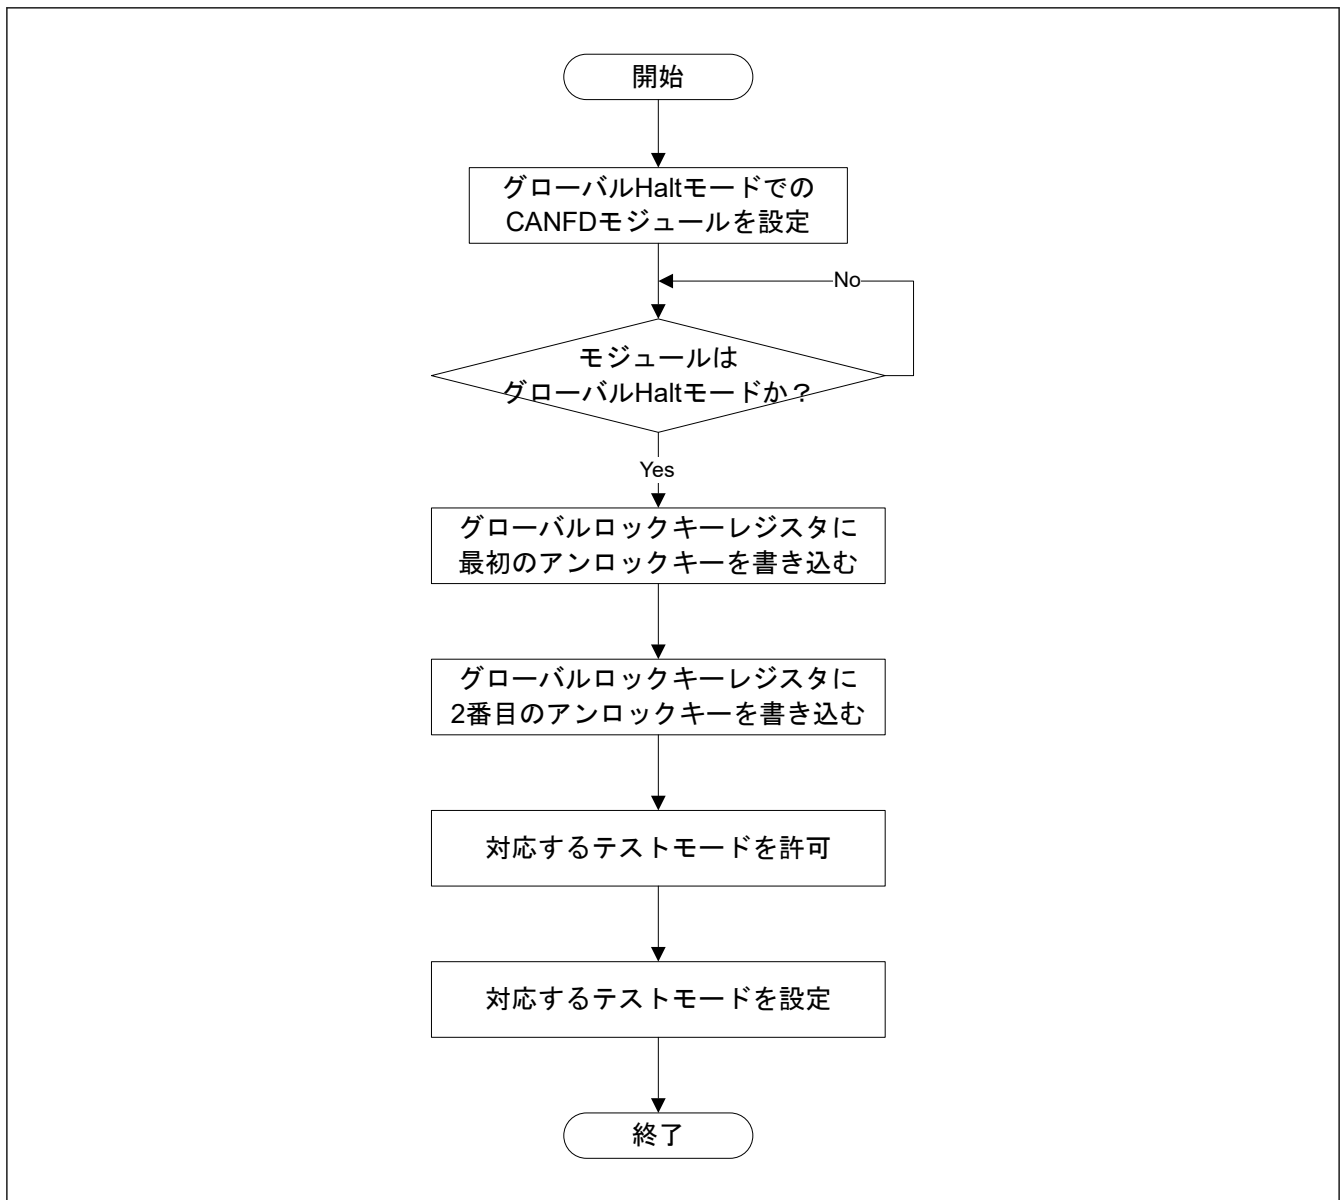 開始
グローバルHaltモードでの
CANFDモジュールを設定
No
モジュールは
グローバルHaltモードか？
Yes
グローバルロックキーレジスタに
最初のアンロックキーを書き込む
グローバルロックキーレジスタに
2番目のアンロックキーを書き込む
対応するテストモードを許可
対応するテストモードを設定
終了